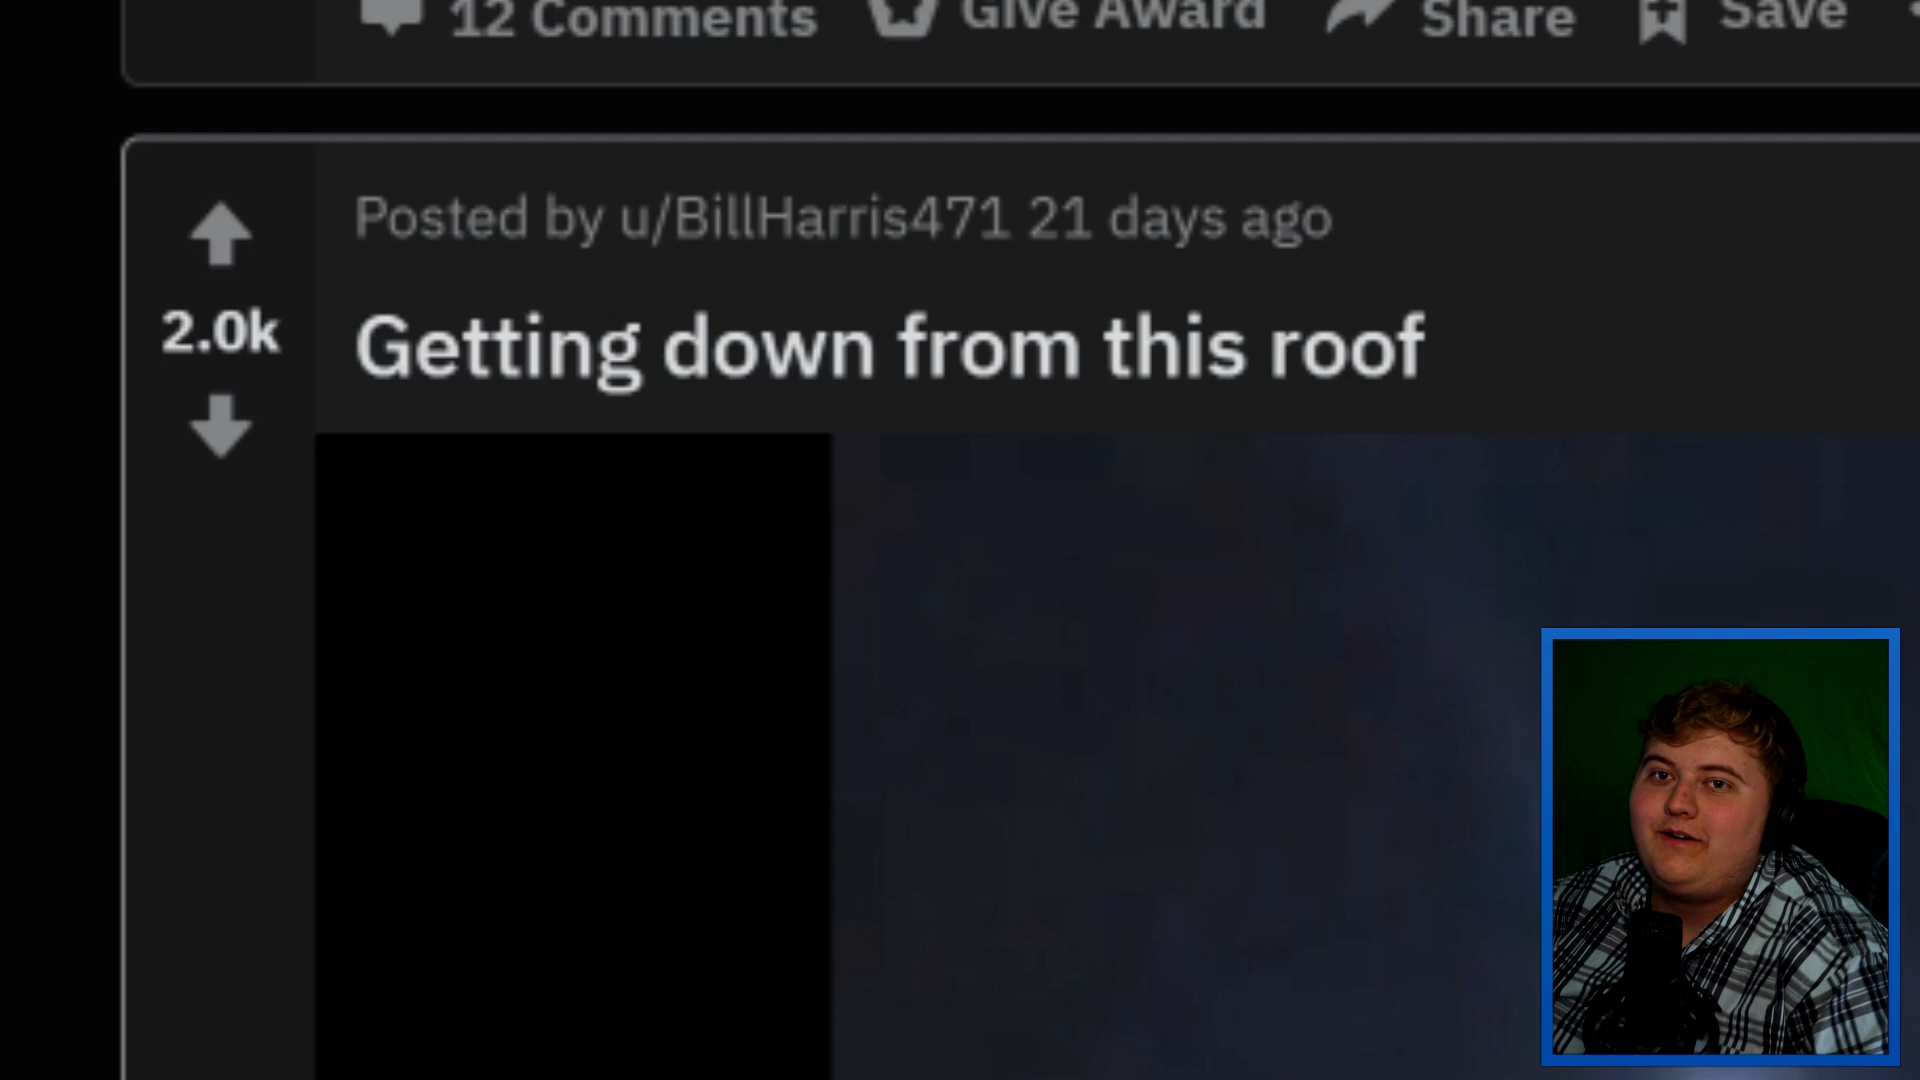 12 Comments Give Award Share Save
Posted by u/BillHarris471 21 days ago
2.0k
Getting down from this roof